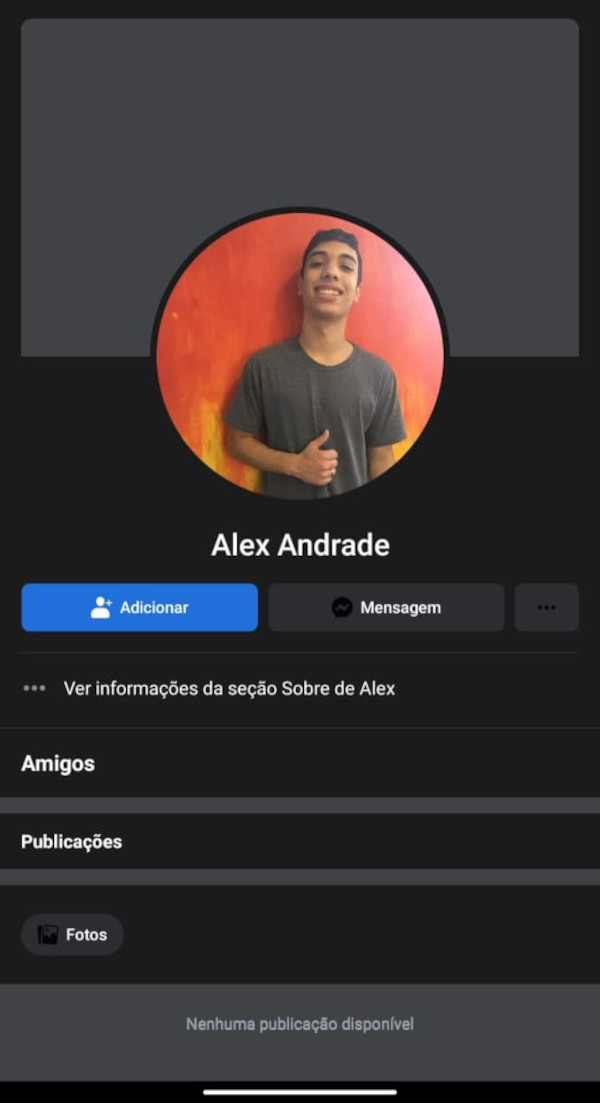 Alex Andrade
Adicionar
Mensagem
Ver informações da seção Sobre de Alex
Amigos
Publicações
Fotos
Nenhuma publicação disponível